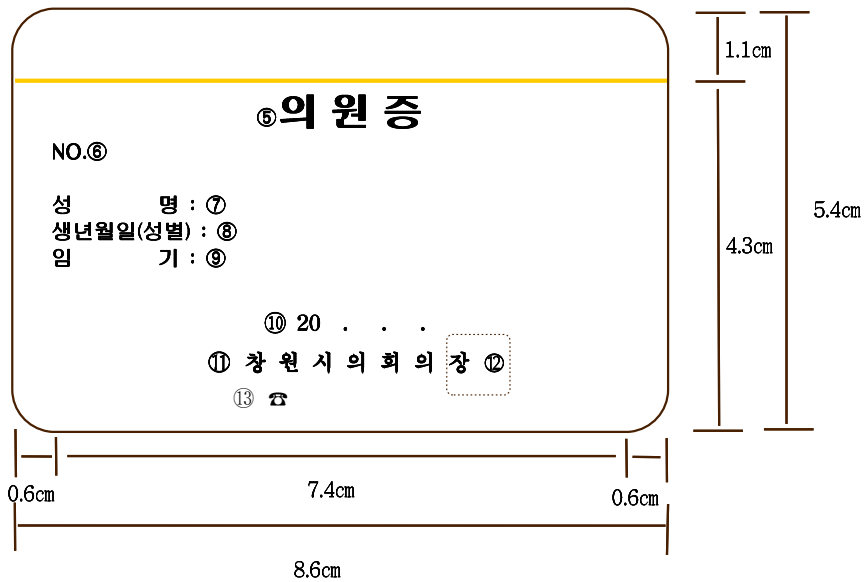 1.1㎝
⑤의 원 증
NO.⑥
성 명 : ⑦
5.4㎝
생년월일(성별) : ⑧
4.3㎝
임 기 : ⑨
⑩ 20 . . .
⑪ 창 원 시 의 회 의 장 ⑫
⑬ ☎
0.6㎝ 7.4㎝ 0.6㎝
8.6㎝